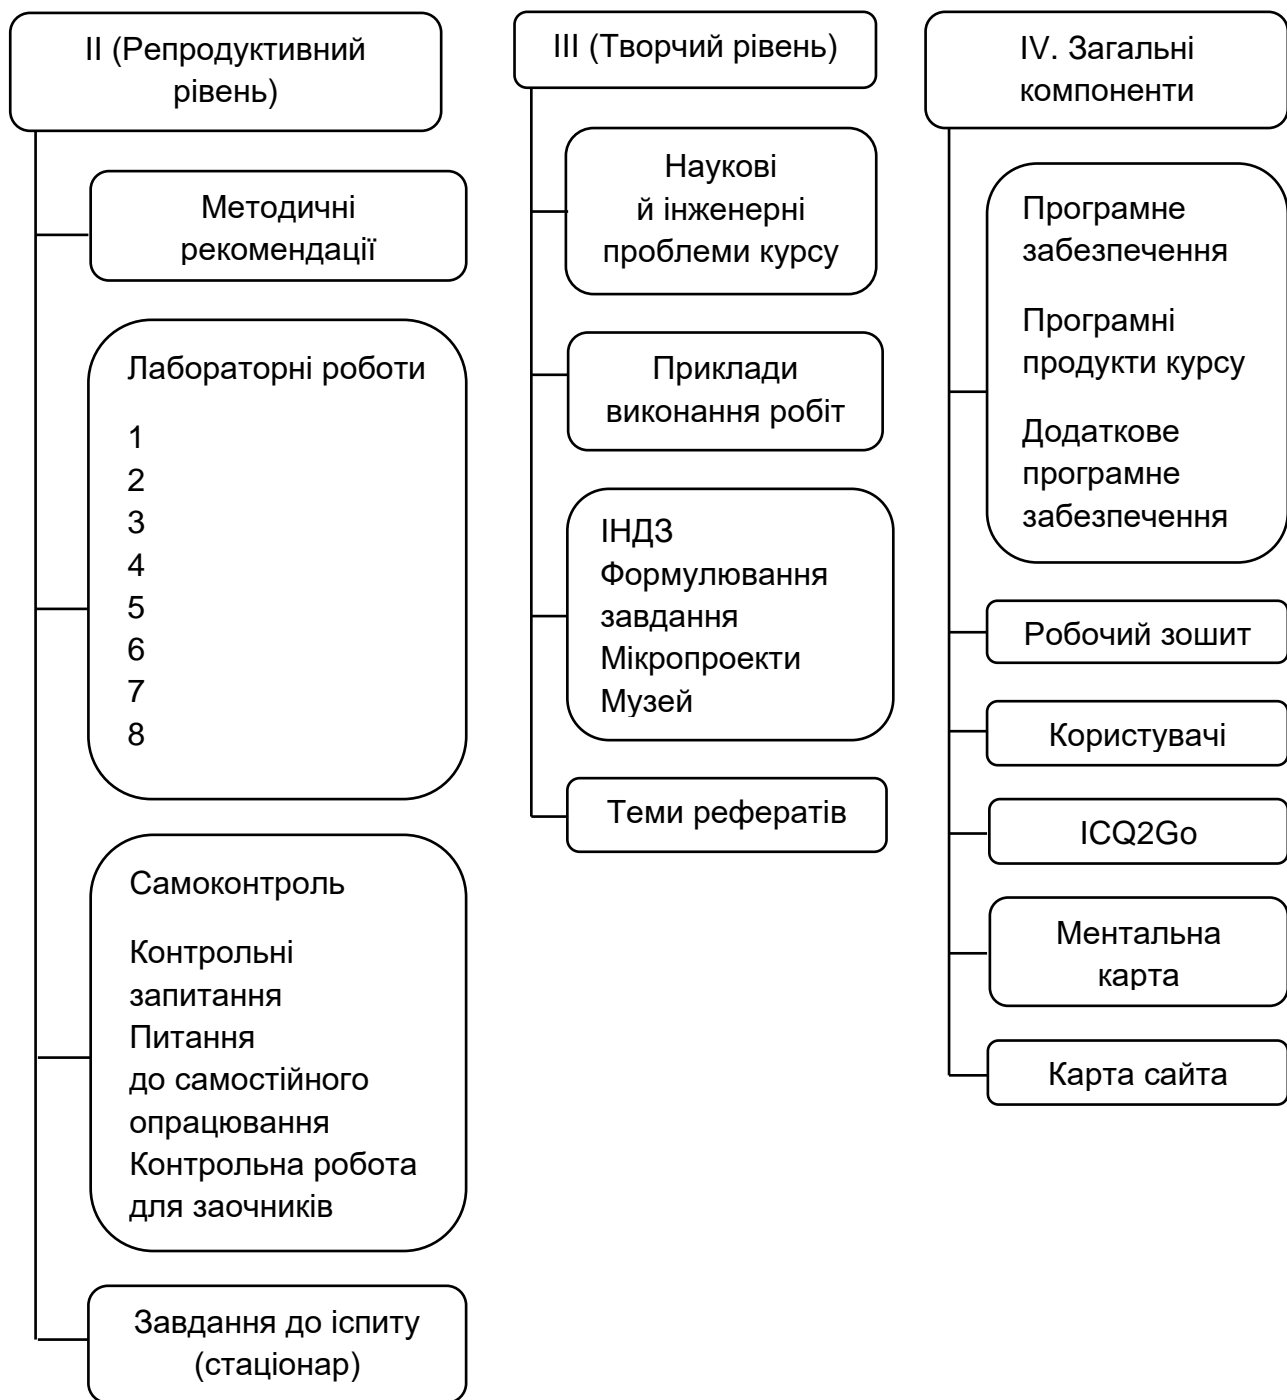 II (Репродуктивний
рівень)
Методичні
рекомендації
Лабораторні роботи
1
2
3
4
5
6
7
8
Самоконтроль
Контрольні
запитання
Питання
до самостійного
опрацювання
Контрольна робота
для заочників
Завдання до іспиту
(стаціонар)
III (Творчий рівень)
Наукові
й інженерні
проблеми курсу
Приклади
виконання робіт
ІНДЗ
Формулювання
завдання
Мікропроекти
Музей
Теми рефератів
IV. Загальні
компоненти
Програмне
забезпечення
Програмні
продукти курсу
Додаткове
програмне
забезпечення
Робочий зошит
Користувачі
ICQ2Go
Ментальна
карта
Карта сайта